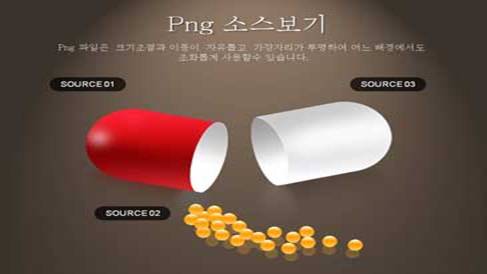 Png 소스보기
Png 파일은 크기조절과 이동이 자유롭고 가장자리가 투명하여 어느 배경에서도
조화롭게 사용할수 있습니다.
SOURCE 01
SOURCE 03
SOURCE 02